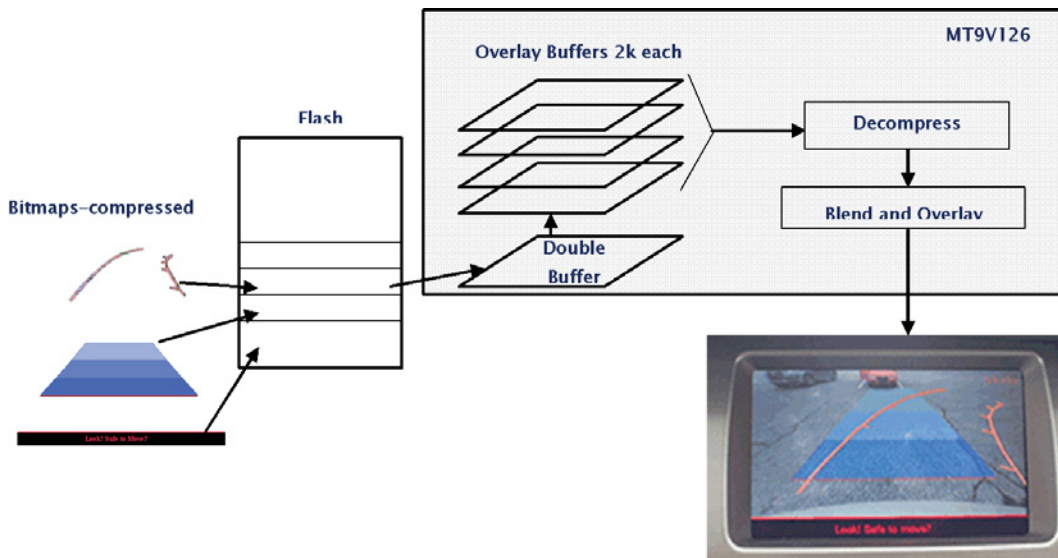 MT9V126
Overlay Buffers 2k each
Flash
Decompress
Bitmaps-compressed
Blend and Overlay
Double
Buffer
Look! Safe to Move?
Look! Safe to move?